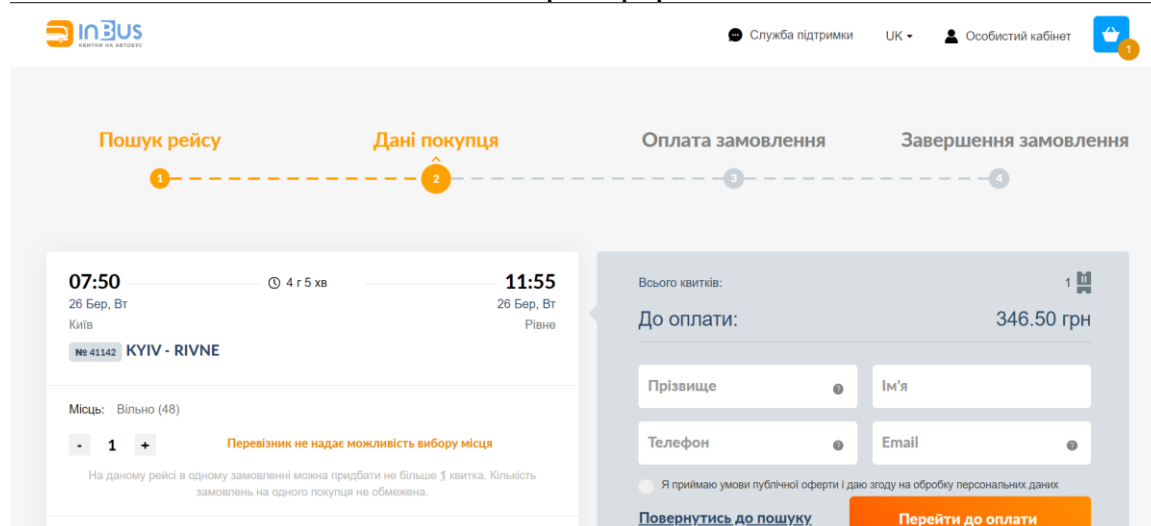 inBus
КВИТКИ НА АВТОБУС
Служба підтримки
UK
Особистий кабінет
1
Пошук рейсу
Дані покупця
Оплата замовлення
Завершення замовлення
1
2
3
4
07:50
4 г 5 хв
11:55
26 Бер, Вт
26 Бер, Вт
Київ
Рівне
№ 41142 KYIV - RIVNE
Місць: Вільно (48)
- 1 +
Перевізник не надає можливість вибору місця
На даному рейсі в одному замовленні можна придбати не більше 1 квитка. Кількість
замовлень на одного покупця не обмежена.
Всього квитків:
1
До оплати:
346.50 грн
Прізвище
Ім'я
Телефон
Email
Я приймаю умови публічної оферти і даю згоду на обробку персональних даних
Повернутись до пошуку
Перейти до оплати